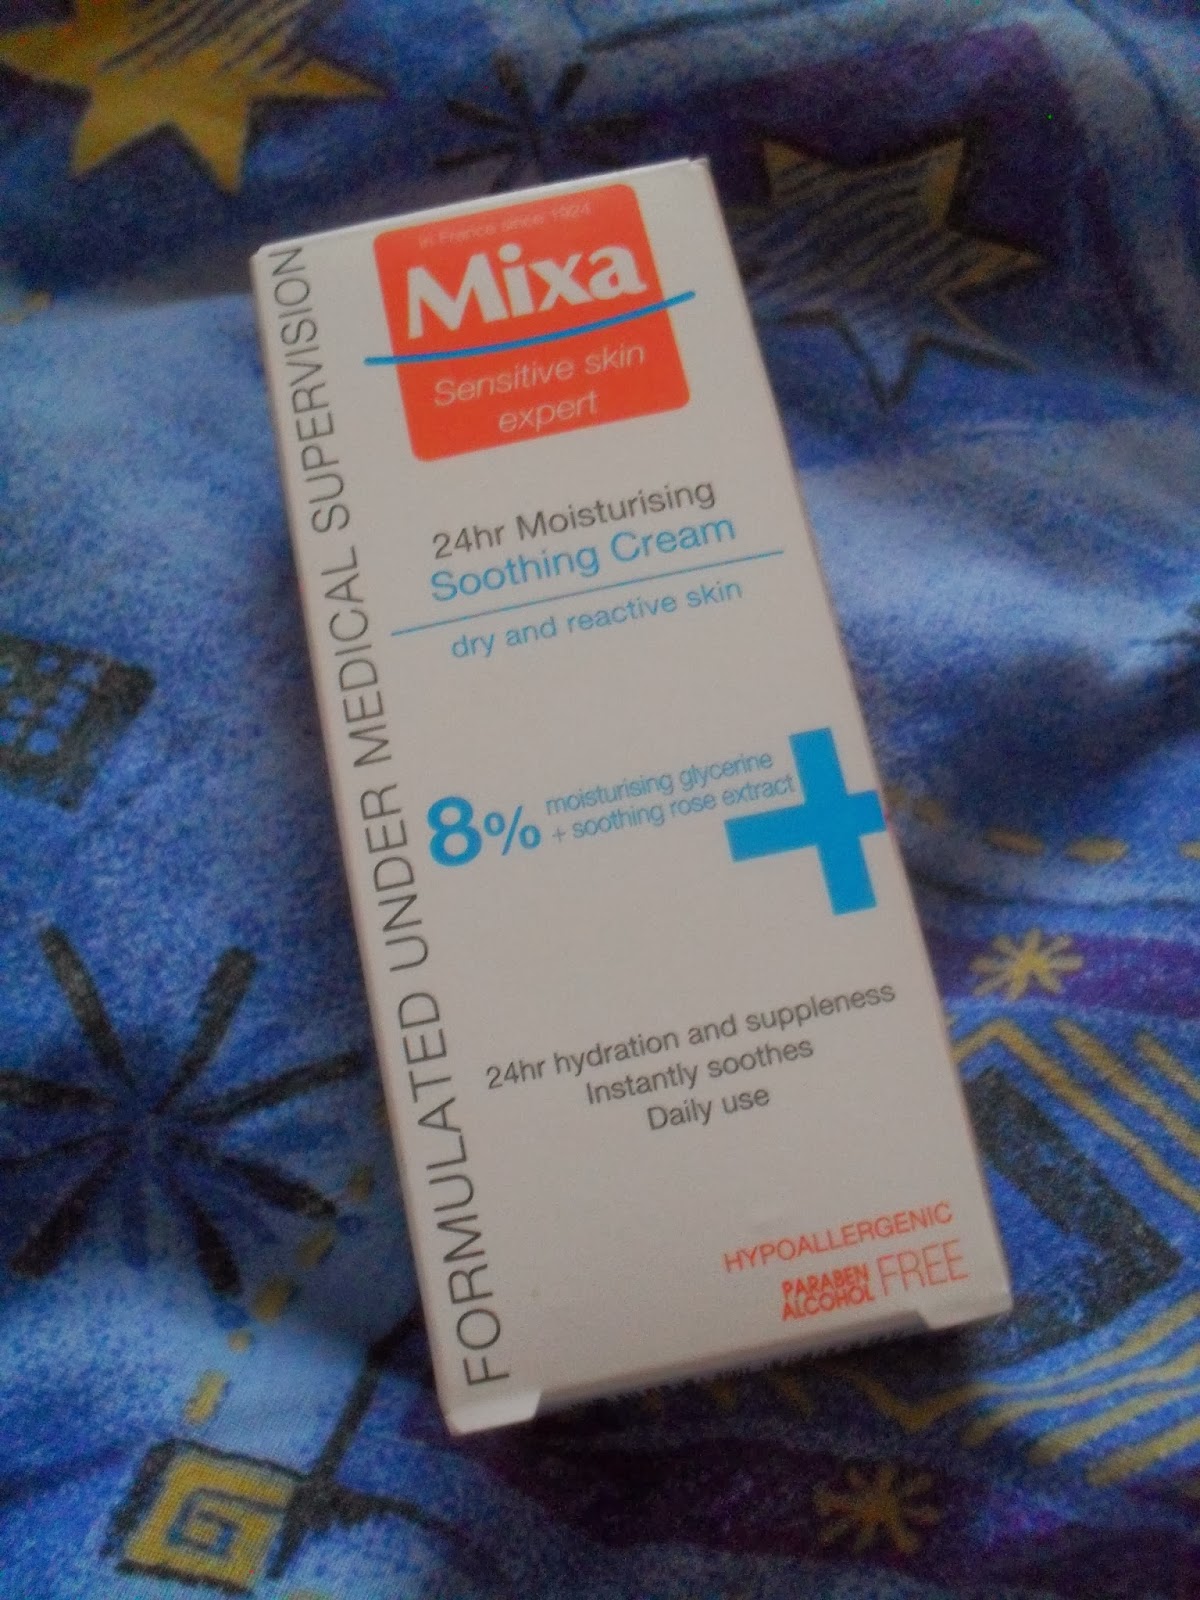 in France since 1924
Mixa
Sensitive skin
expert
24hr Moisturising
Soothing Cream
dry and reactive skin
8% moisturising glycerine
+ soothing rose extract
24hr hydration and suppleness
Instantly soothes
Daily use
HYPOALLERGENIC
PARABEN
ALCOHOL FREE
FORMULATED UNDER MEDICAL SUPERVISION